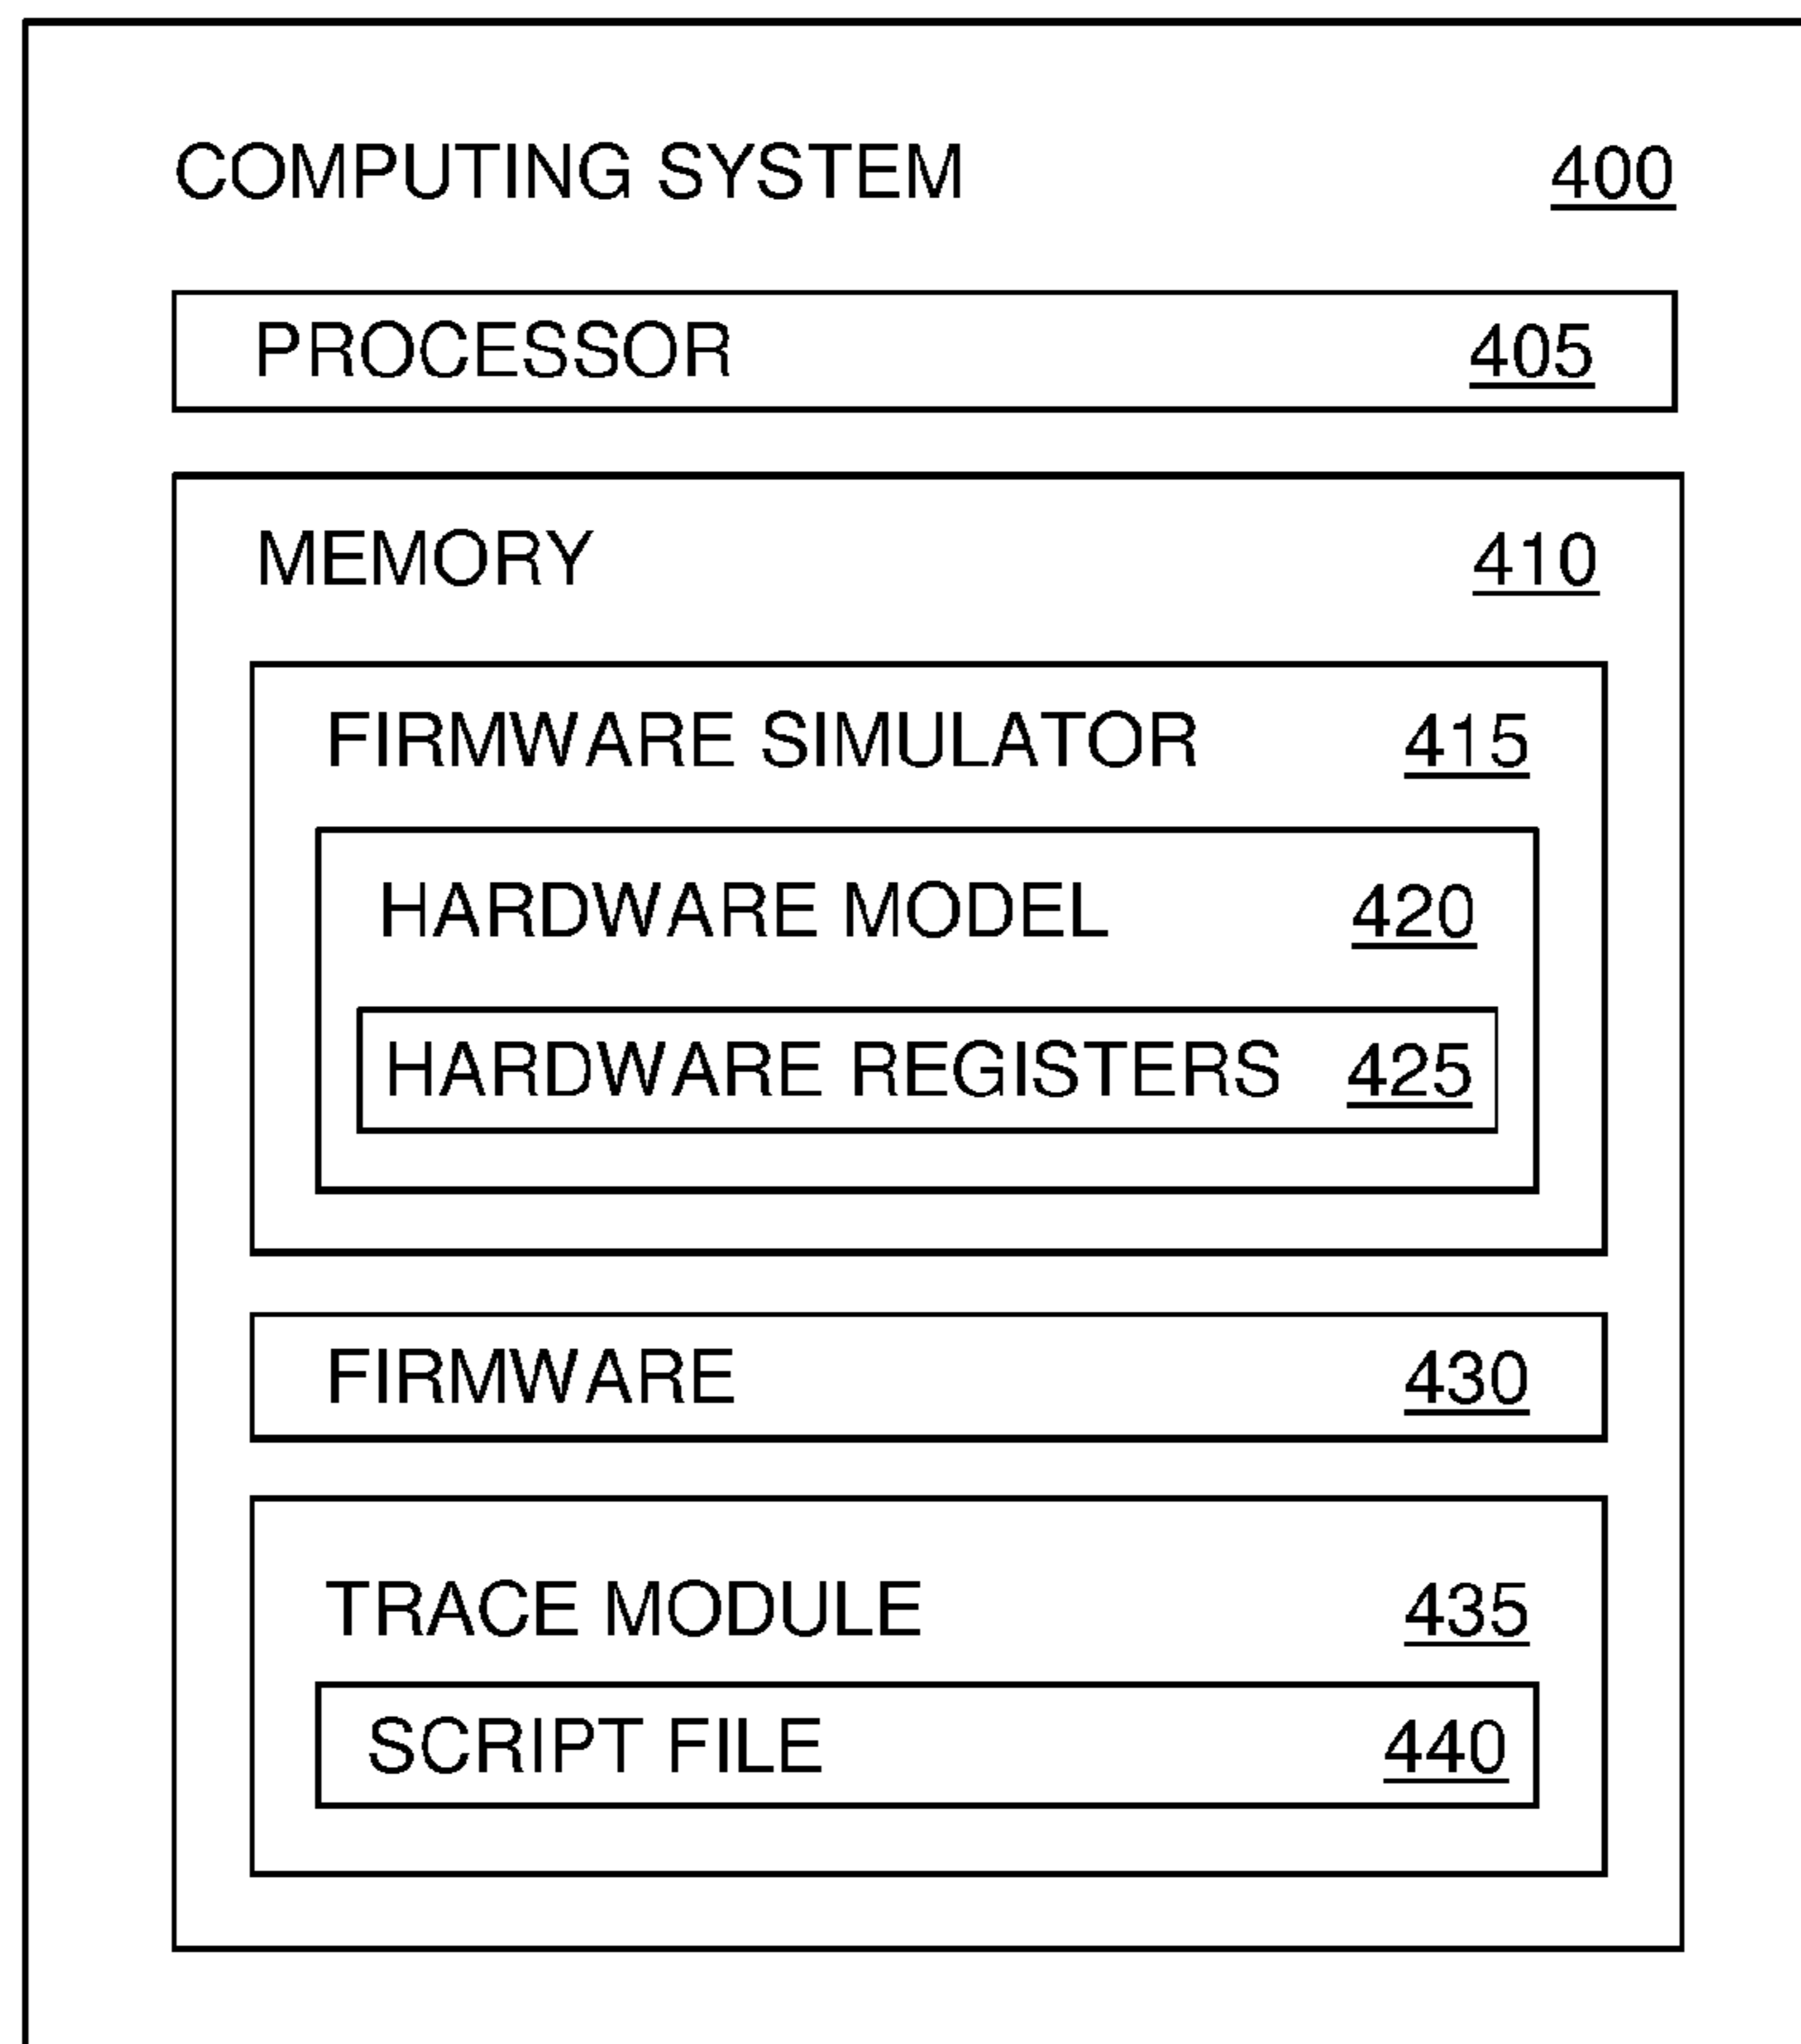 COMPUTING SYSTEM 400
PROCESSOR 405
MEMORY 410
FIRMWARE SIMULATOR 415
HARDWARE MODEL 420
HARDWARE REGISTERS 425
FIRMWARE 430
TRACE MODULE 435
SCRIPT FILE 440